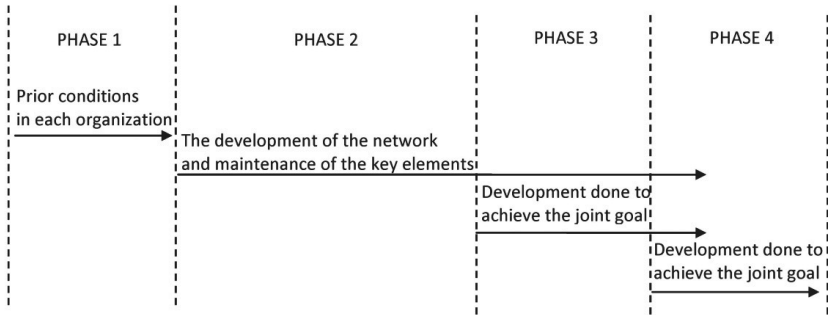 PHASE 1
PHASE 2
PHASE 3
PHASE 4
Prior conditions
in each organization
The development of the network
and maintenance of the key elements
Development done to
achieve the joint goal
Development done to
achieve the joint goal